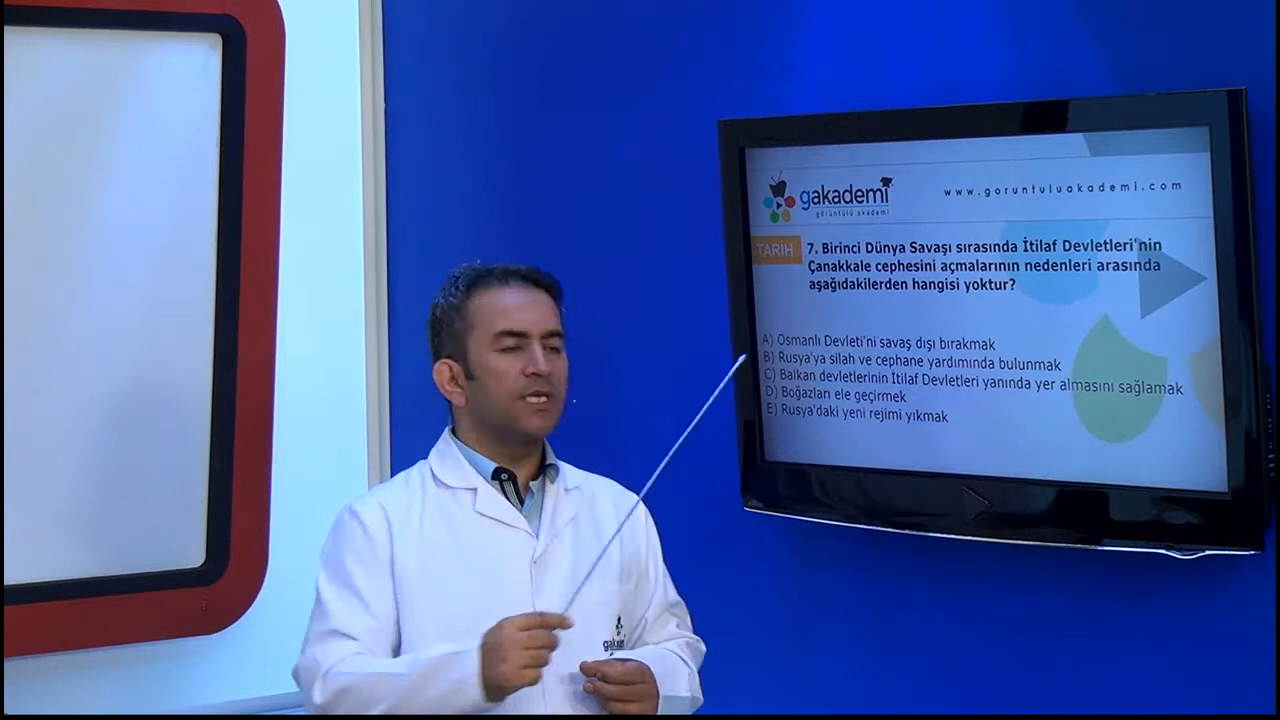 gakademi
görüntülü akademi
www.goruntuluakademi.com
TARİH
7. Birinci Dünya Savaşı sırasında İtilaf Devletleri'nin
Çanakkale cephesini açmalarının nedenleri arasında
aşağıdakilerden hangisi yoktur?
A) Osmanlı Devleti'ni savaş dışı bırakmak
B) Rusya'ya silah ve cephane yardımında bulunmak
C) Balkan devletlerinin İtilaf Devletleri yanında yer almasını sağlamak
D) Boğazları ele geçirmek
E) Rusya'daki yeni rejimi yıkmak
gakademi